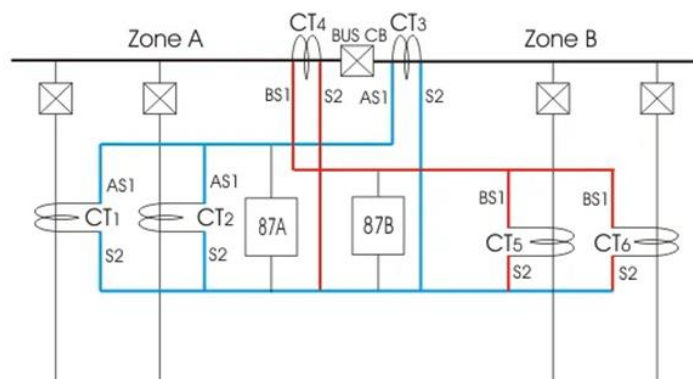 CT4
CT3
Zone A
BUS CB
Zone B
BS1
S2
AS1
S2
AS1
AS1
BS1
BS1
CT1
CT2
87A
87B
CT5
CT6
S2
S2
S2
S2